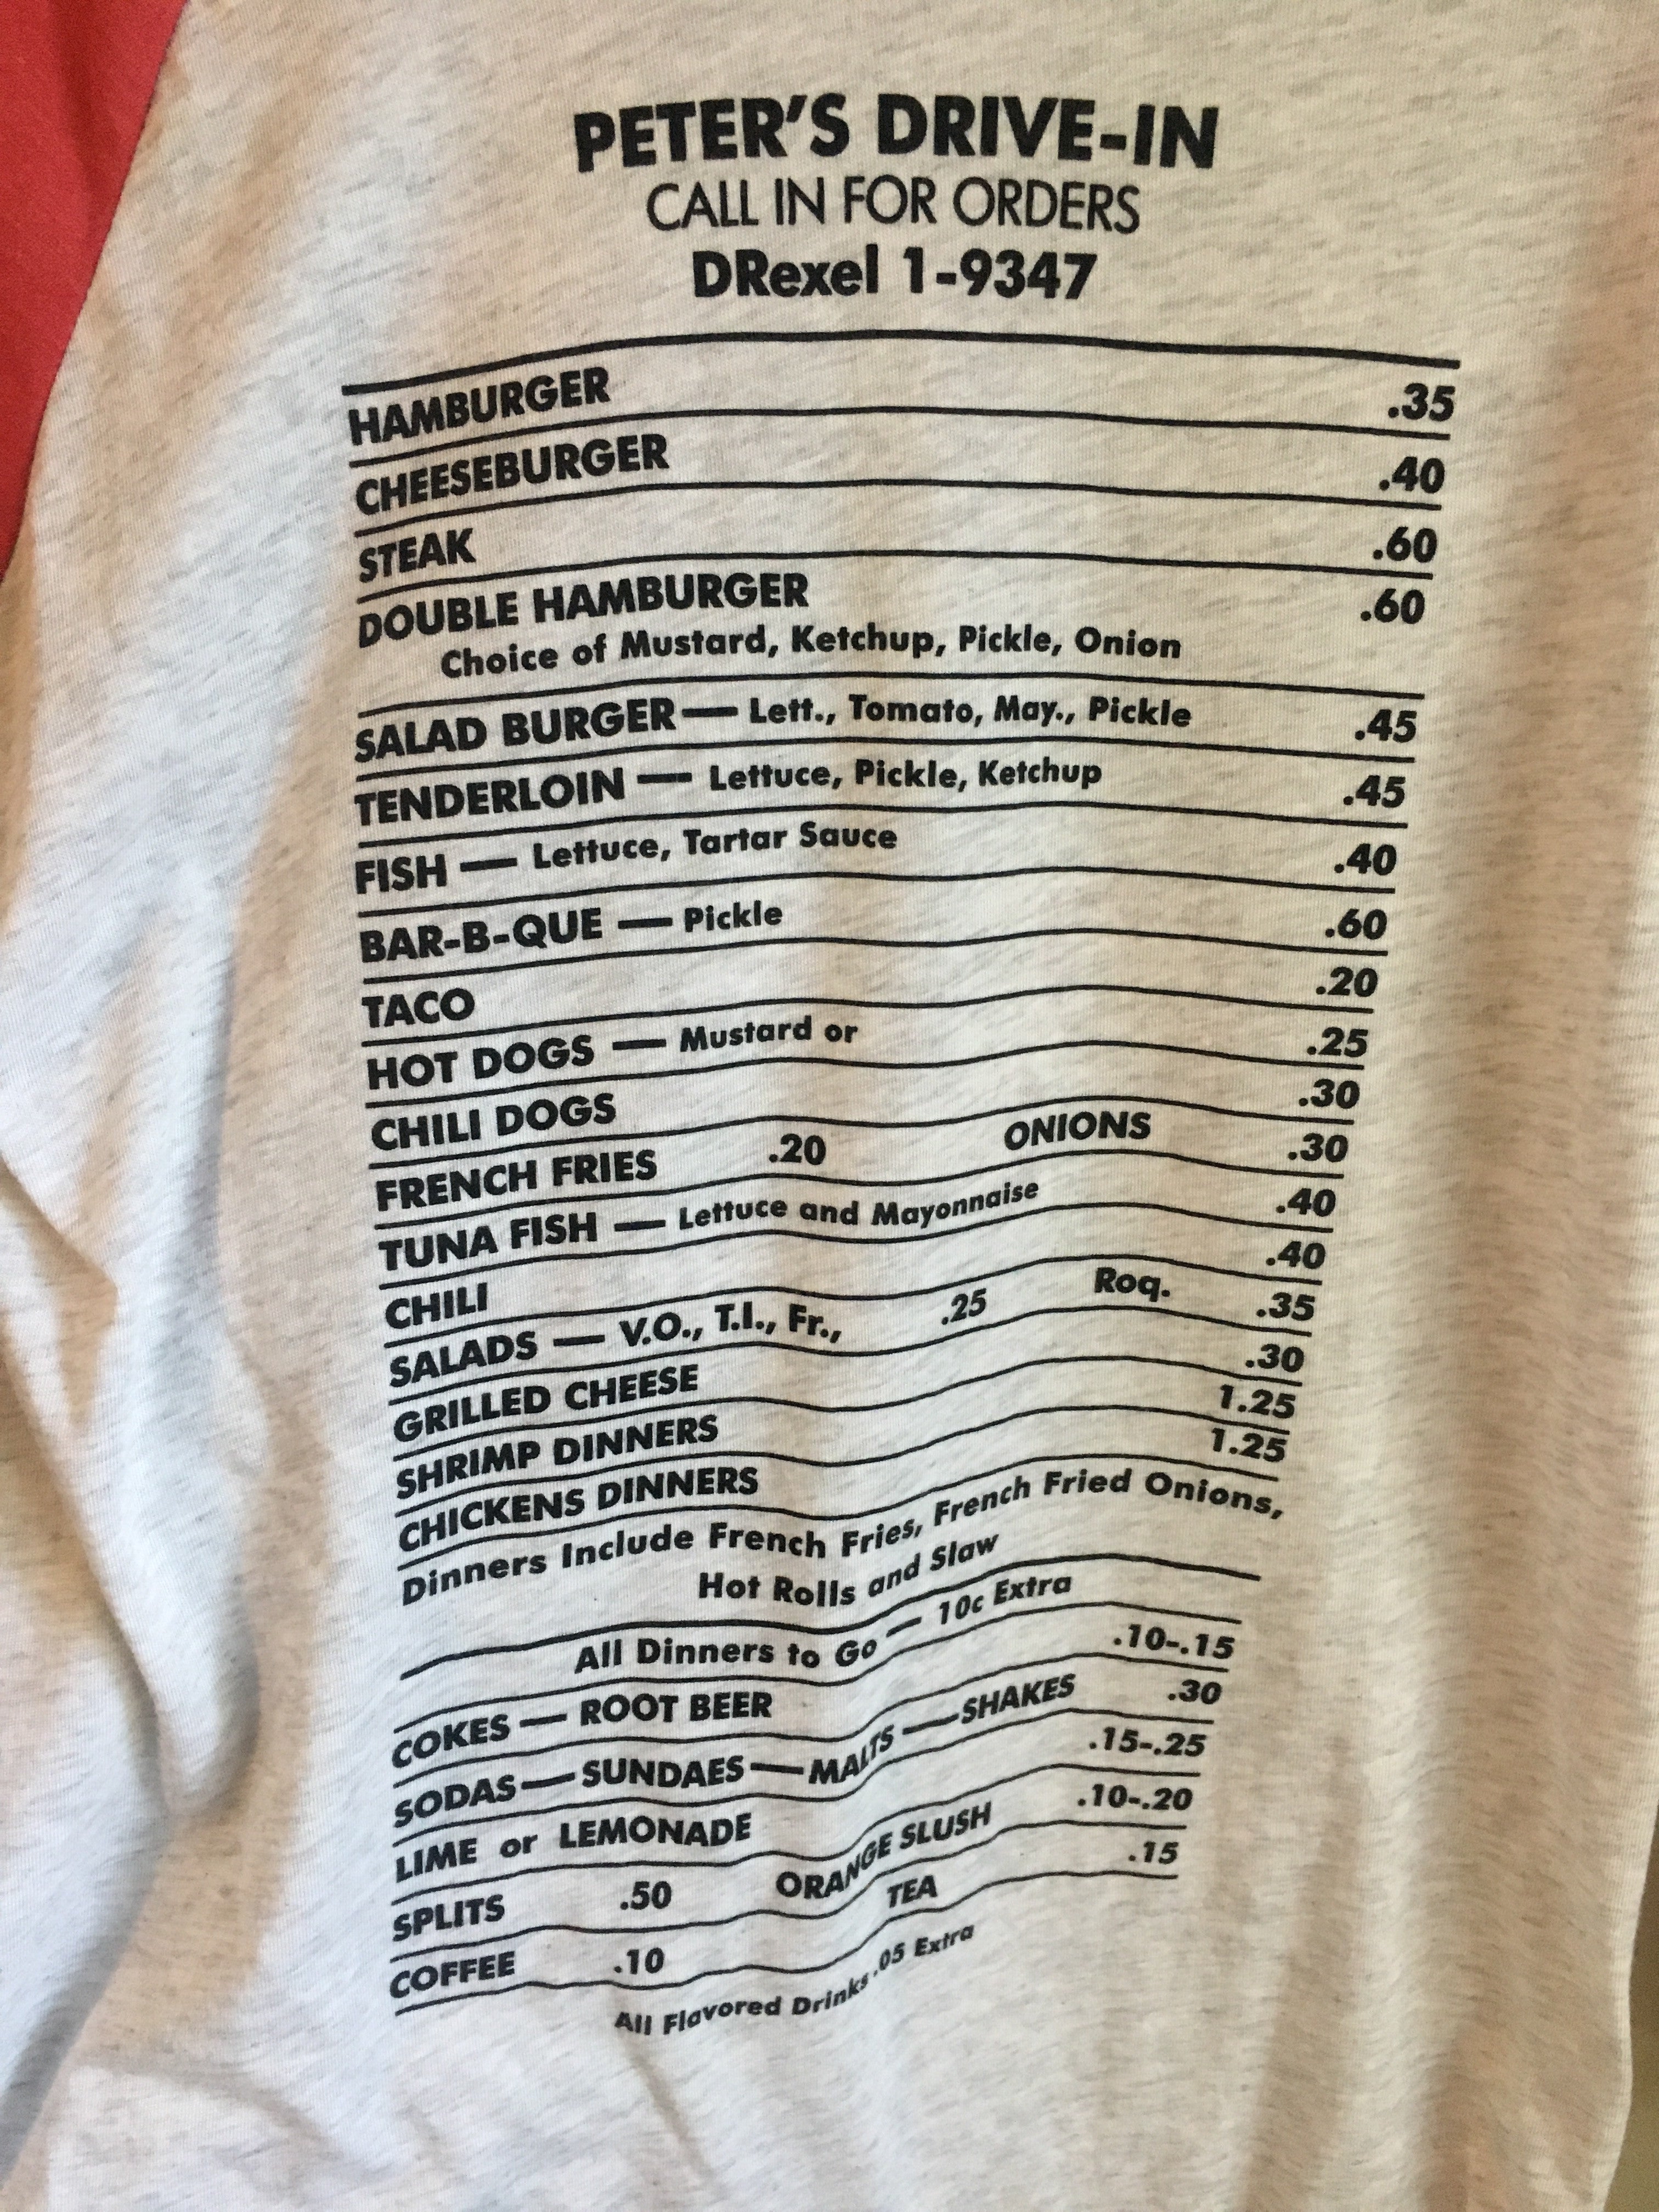 PETER'S DRIVE-IN
CALL IN FOR ORDERS
DRexel 1-9347
HAMBURGER .35
CHEESEBURGER .40
STEAK .60
DOUBLE HAMBURGER .60
Choice of Mustard, Ketchup, Pickle, Onion
SALAD BURGER — Lett., Tomato, May., Pickle .45
TENDERLOIN — Lettuce, Pickle, Ketchup .45
FISH — Lettuce, Tartar Sauce .40
BAR-B-QUE — Pickle .60
TACO .20
HOT DOGS — Mustard or .25
CHILI DOGS .30
FRENCH FRIES .20 ONIONS .30
TUNA FISH — Lettuce and Mayonnaise .40
CHILI .40
SALADS — V.O., T.I., Fr., .25 Roq. .35
GRILLED CHEESE .30
SHRIMP DINNERS 1.25
CHICKENS DINNERS 1.25
Dinners Include French Fries, French Fried Onions,
Hot Rolls and Slaw
All Dinners to Go — 10c Extra
COKES — ROOT BEER .10-.15
SODAS — SUNDAES — MALTS — SHAKES .30
LIME or LEMONADE .15-.25
SPLITS .50 ORANGE SLUSH .10-.20
COFFEE .10 TEA .15
All Flavored Drinks .05 Extra